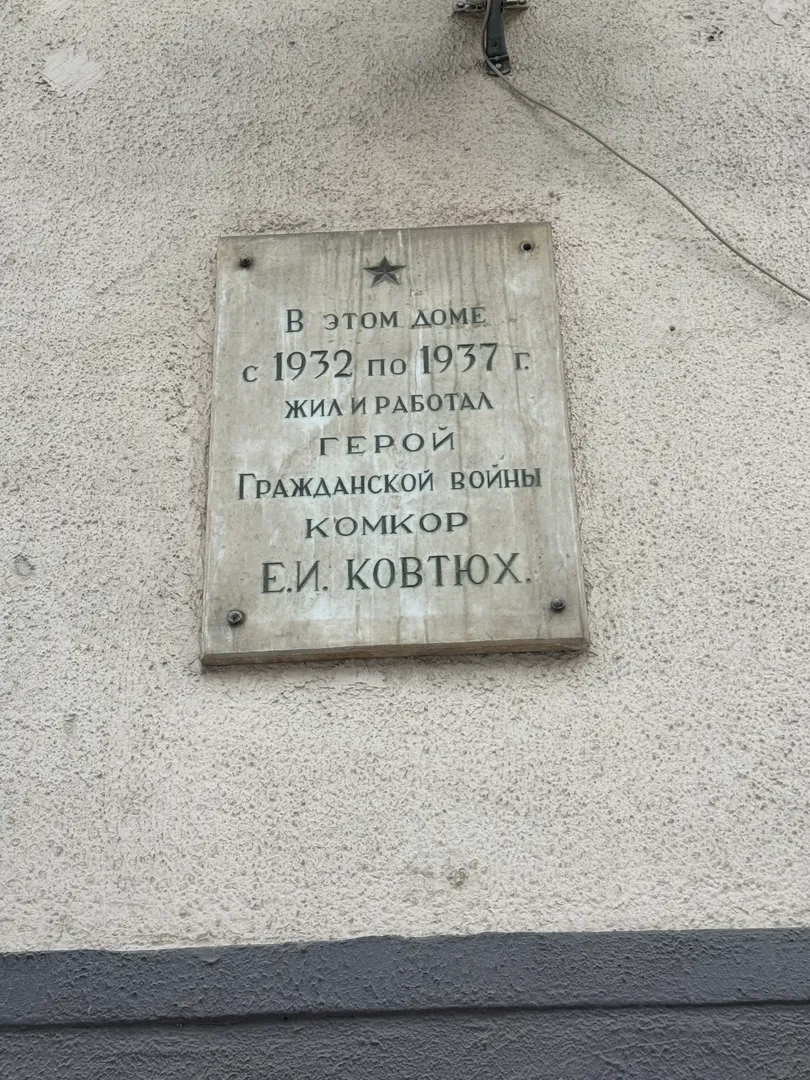 В ЭТОМ ДОМЕ
С 1932 ПО 1937 Г.
ЖИЛ И РАБОТАЛ
ГЕРОЙ
ГРАЖДАНСКОЙ ВОЙНЫ
КОМКОР
Е.И. КОВТЮХ.